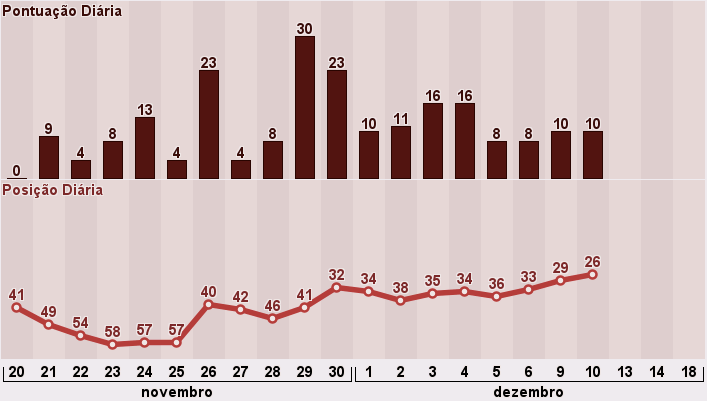 Pontuação Diária
0 9 4 8 13 4 23 4 8 30 23 10 11 16 16 8 8 10 10
Posição Diária
41 49 54 58 57 57 40 42 46 41 32 34 38 35 34 36 33 29 26
20 21 22 23 24 25 26 27 28 29 30 1 2 3 4 5 6 9 10 13 14 18
novembro dezembro